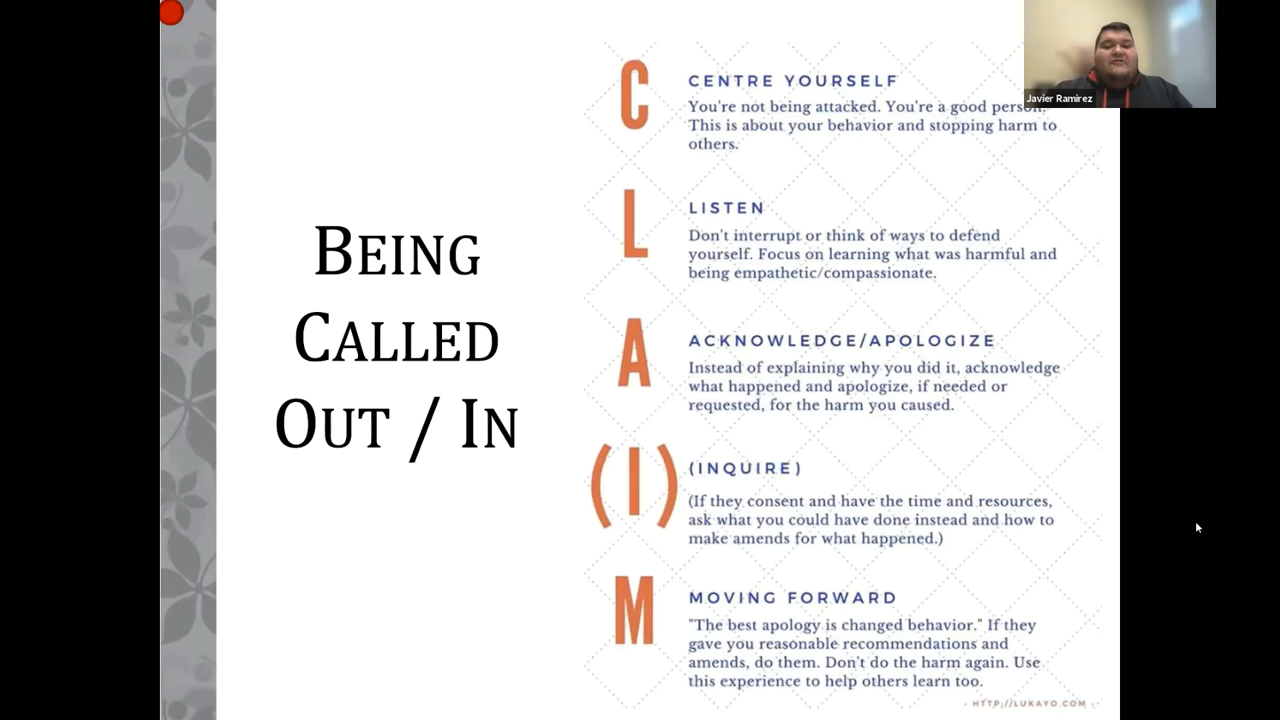 BEING
CALLED
OUT / IN
C
CENTRE YOURSELF
You're not being attacked. You're a good person.
This is about your behavior and stopping harm to
others.
L
LISTEN
Don't interrupt or think of ways to defend
yourself. Focus on learning what was harmful and
being empathetic/compassionate.
A
ACKNOWLEDGE/APOLOGIZE
Instead of explaining why you did it, acknowledge
what happened and apologize, if needed or
requested, for the harm you caused.
(I)
(INQUIRE)
(If they consent and have the time and resources,
ask what you could have done instead and how to
make amends for what happened.)
M
MOVING FORWARD
"The best apology is changed behavior." If they
gave you reasonable recommendations and
amends, do them. Don't do the harm again. Use
this experience to help others learn too.
- HTTP://LUKAYO.COM -
Javier Ramirez